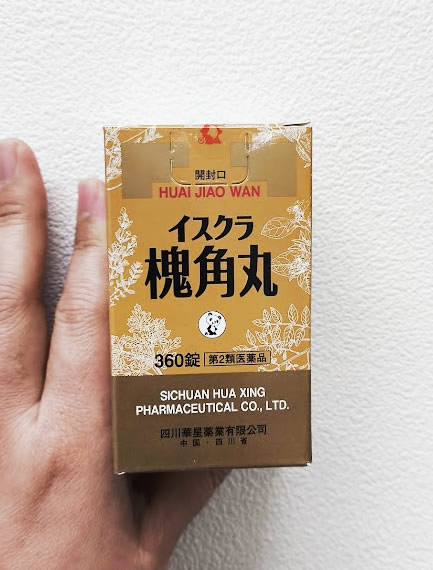 開封口
HUAI JIAO WAN
イスクラ
槐角丸
360錠 第2類医薬品
SICHUAN HUA XING
PHARMACEUTICAL CO., LTD.
四川華星薬業有限公司
中国・四川省